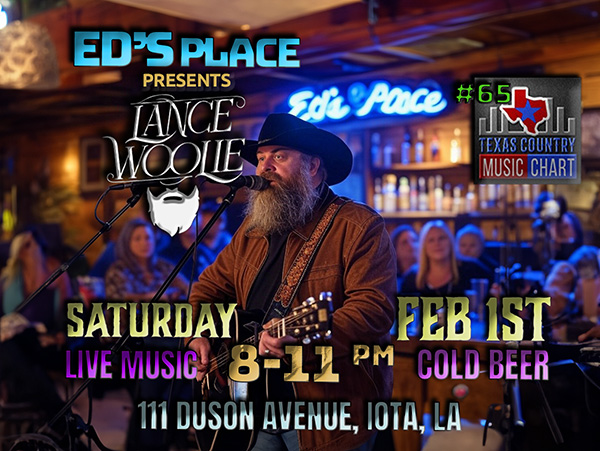 ED'S PLACE
PRESENTS
LANCE
WOOLIE
Ed's Place
#65
TEXAS COUNTRY
MUSIC CHART
SATURDAY
FEB 1ST
LIVE MUSIC
8-11 PM
COLD BEER
111 DUSON AVENUE, IOTA, LA